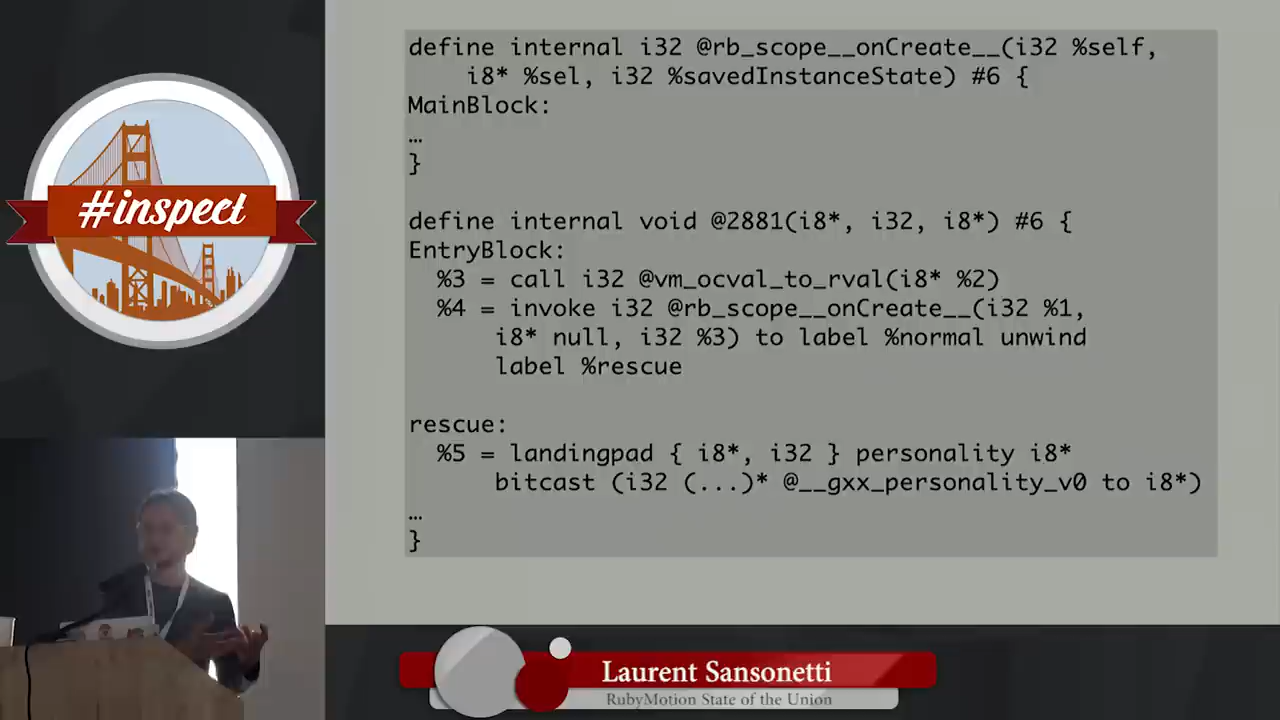 #inspect
define internal i32 @rb_scope__onCreate__(i32 %self,
i8* %sel, i32 %savedInstanceState) #6 {
MainBlock:
…
}
define internal void @2881(i8*, i32, i8*) #6 {
EntryBlock:
%3 = call i32 @vm_ocval_to_rval(i8* %2)
%4 = invoke i32 @rb_scope__onCreate__(i32 %1,
i8* null, i32 %3) to label %normal unwind
label %rescue
rescue:
%5 = landingpad { i8*, i32 } personality i8*
bitcast (i32 (...)* @__gxx_personality_v0 to i8*)
…
}
Laurent Sansonetti
RubyMotion State of the Union